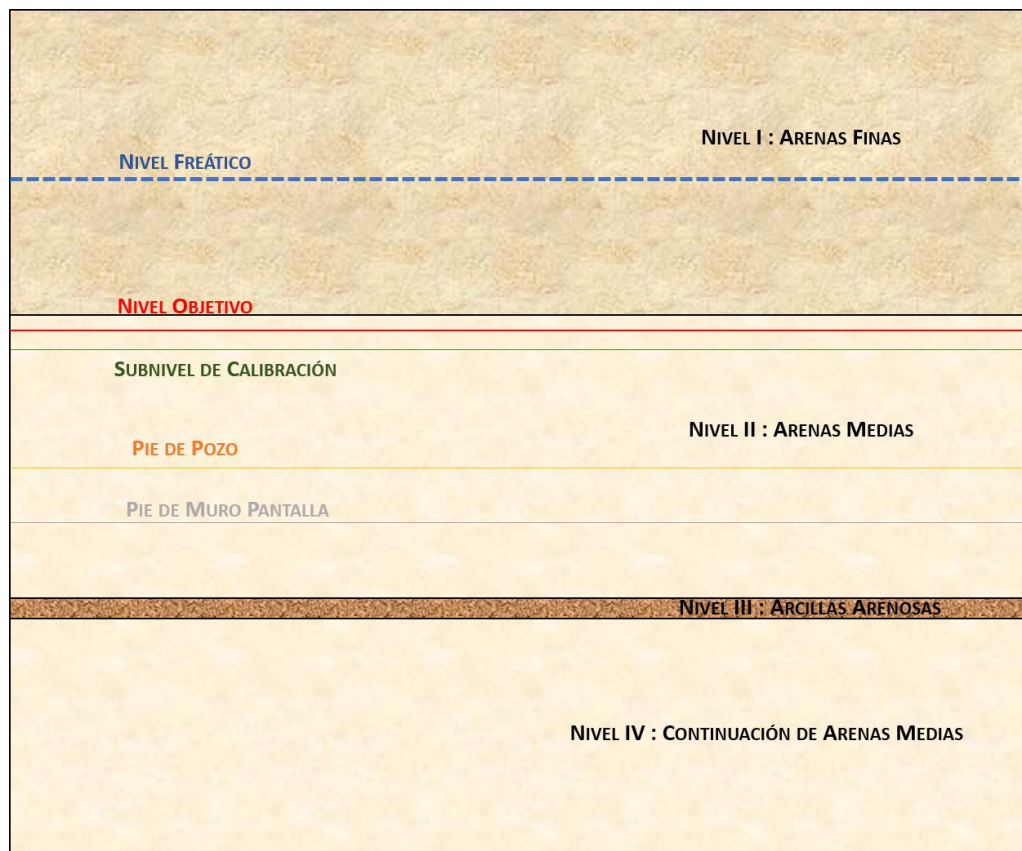 Nivel I : Arenas Finas
Nivel Freático
Nivel Objetivo
Subnivel de Calibración
Nivel II : Arenas Medias
Pie de Pozo
Pie de Muro Pantalla
Nivel III : Arcillas Arenosas
Nivel IV : Continuación de Arenas Medias